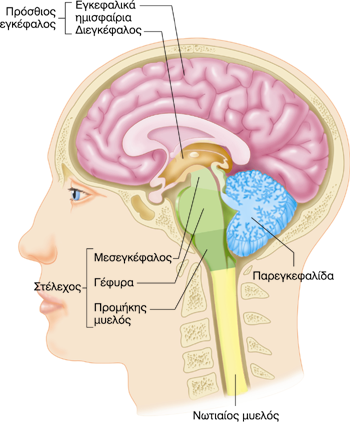 Πρόσθιος
εγκέφαλος
Εγκεφαλικά
ημισφαίρια
Διεγκέφαλος
Μεσεγκέφαλος
Στέλεχος
Γέφυρα
Προμήκης
μυελός
Παρεγκεφαλίδα
Νωτιαίος μυελός